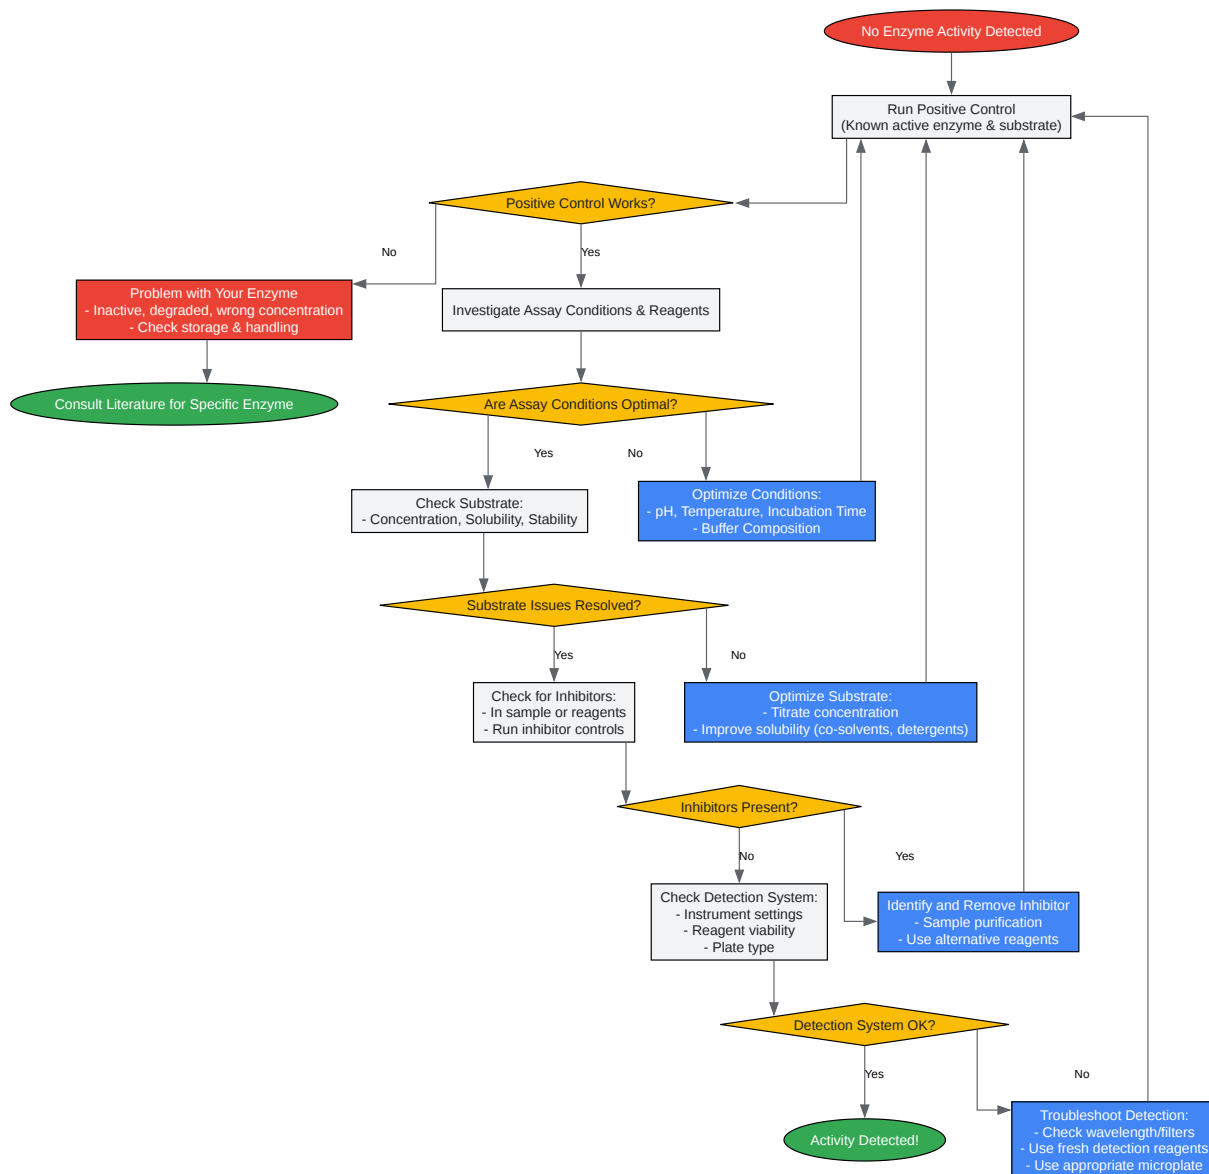 No Enzyme Activity Detected
Run Positive Control
(Known active enzyme & substrate)
Positive Control Works?
No
Yes
Problem with Your Enzyme
- Inactive, degraded, wrong concentration
- Check storage & handling
Investigate Assay Conditions & Reagents
Consult Literature for Specific Enzyme
Are Assay Conditions Optimal?
Yes
No
Check Substrate:
- Concentration, Solubility, Stability
Optimize Conditions:
- pH, Temperature, Incubation Time
- Buffer Composition
Substrate Issues Resolved?
Yes
No
Check for Inhibitors:
- In sample or reagents
- Run inhibitor controls
Optimize Substrate:
- Titrate concentration
- Improve solubility (co-solvents, detergents)
Inhibitors Present?
No
Yes
Check Detection System:
- Instrument settings
- Reagent viability
- Plate type
Identify and Remove Inhibitor
- Sample purification
- Use alternative reagents
Detection System OK?
Yes
No
Activity Detected!
Troubleshoot Detection:
- Check wavelength/filters
- Use fresh detection reagents
- Use appropriate microplate